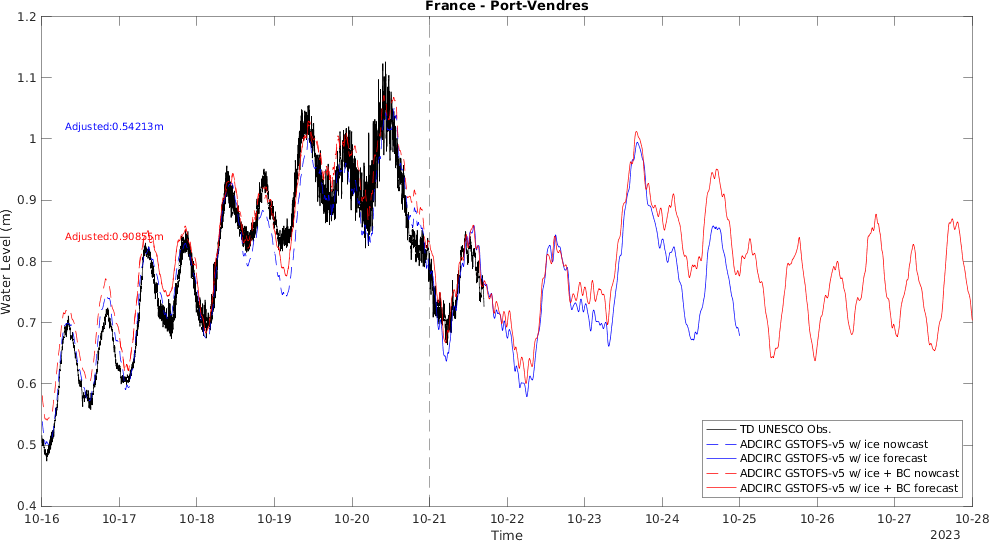 France - Port-Vendres
1.2
1.1
1
0.9
0.8
0.7
0.6
0.5
0.4
Water Level (m)
Adjusted:0.54213m
Adjusted:0.90855m
TD UNESCO Obs.
ADCIRC GSTOFS-v5 w/ ice nowcast
ADCIRC GSTOFS-v5 w/ ice forecast
ADCIRC GSTOFS-v5 w/ ice + BC nowcast
ADCIRC GSTOFS-v5 w/ ice + BC forecast
10-16 10-17 10-18 10-19 10-20 10-21 10-22 10-23 10-24 10-25 10-26 10-27 10-28
Time
2023